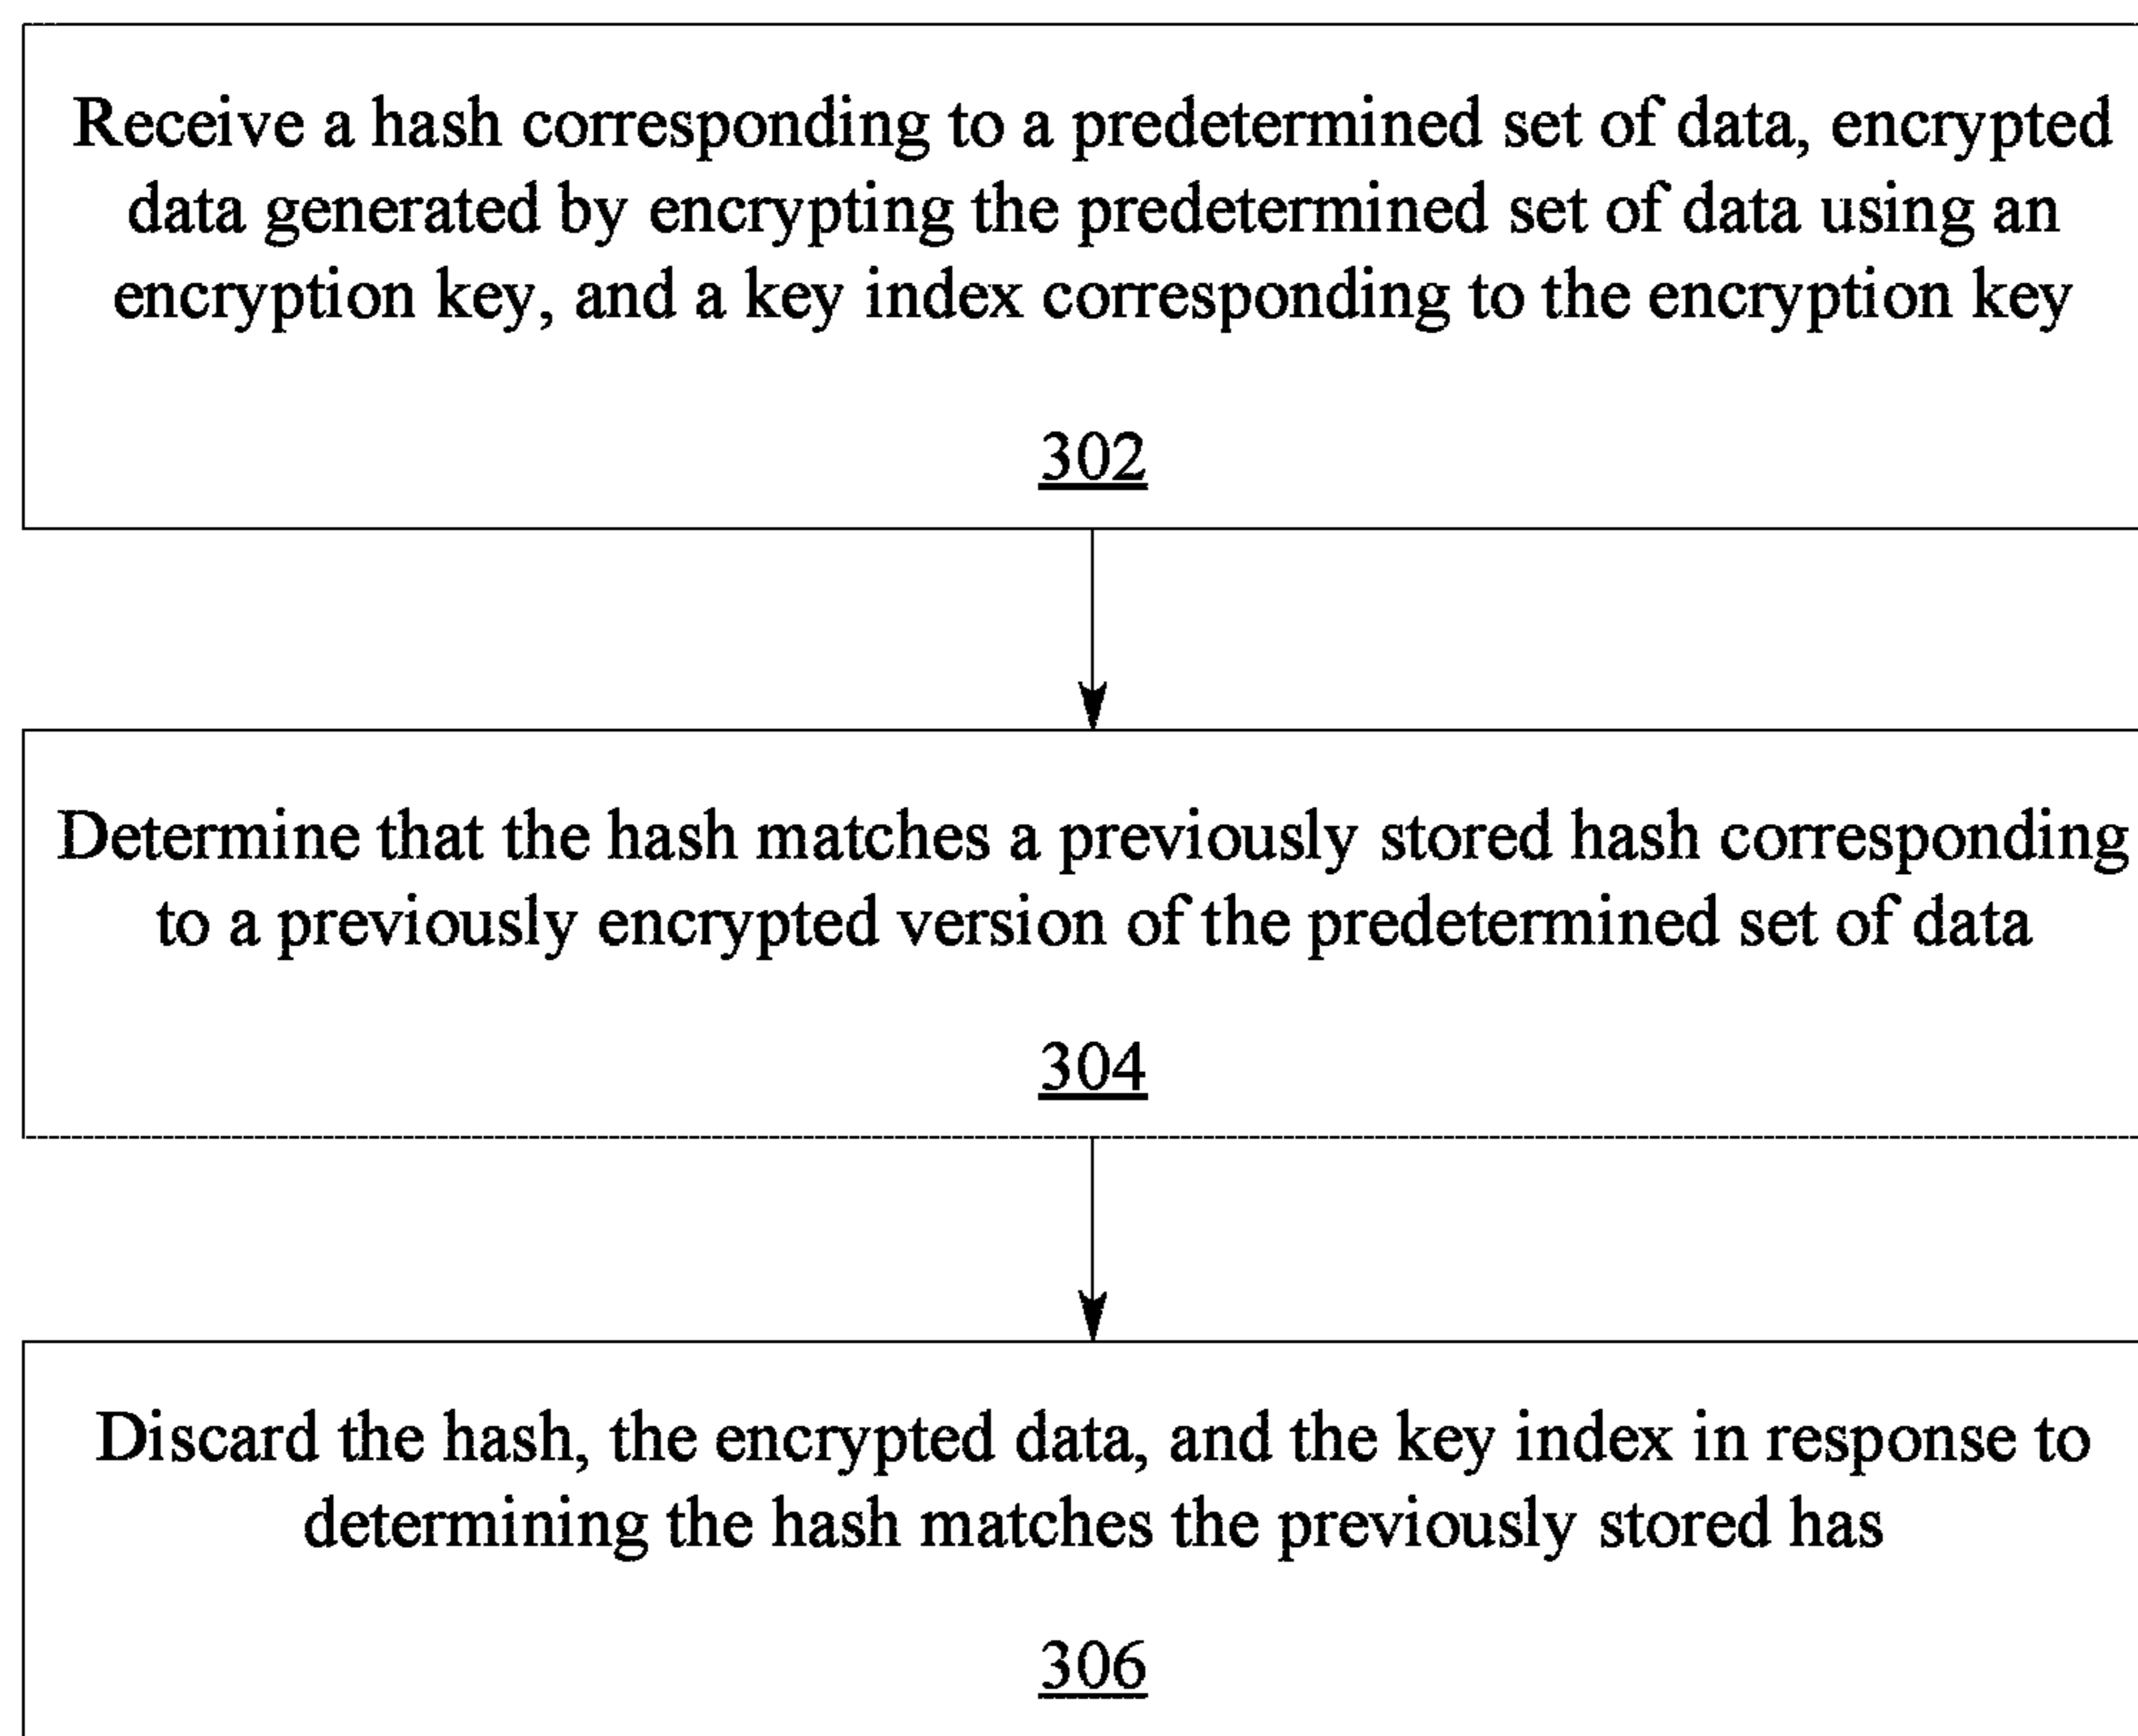 Receive a hash corresponding to a predetermined set of data, encrypted
data generated by encrypting the predetermined set of data using an
encryption key, and a key index corresponding to the encryption key
302
Determine that the hash matches a previously stored hash corresponding
to a previously encrypted version of the predetermined set of data
304
Discard the hash, the encrypted data, and the key index in response to
determining the hash matches the previously stored has
306